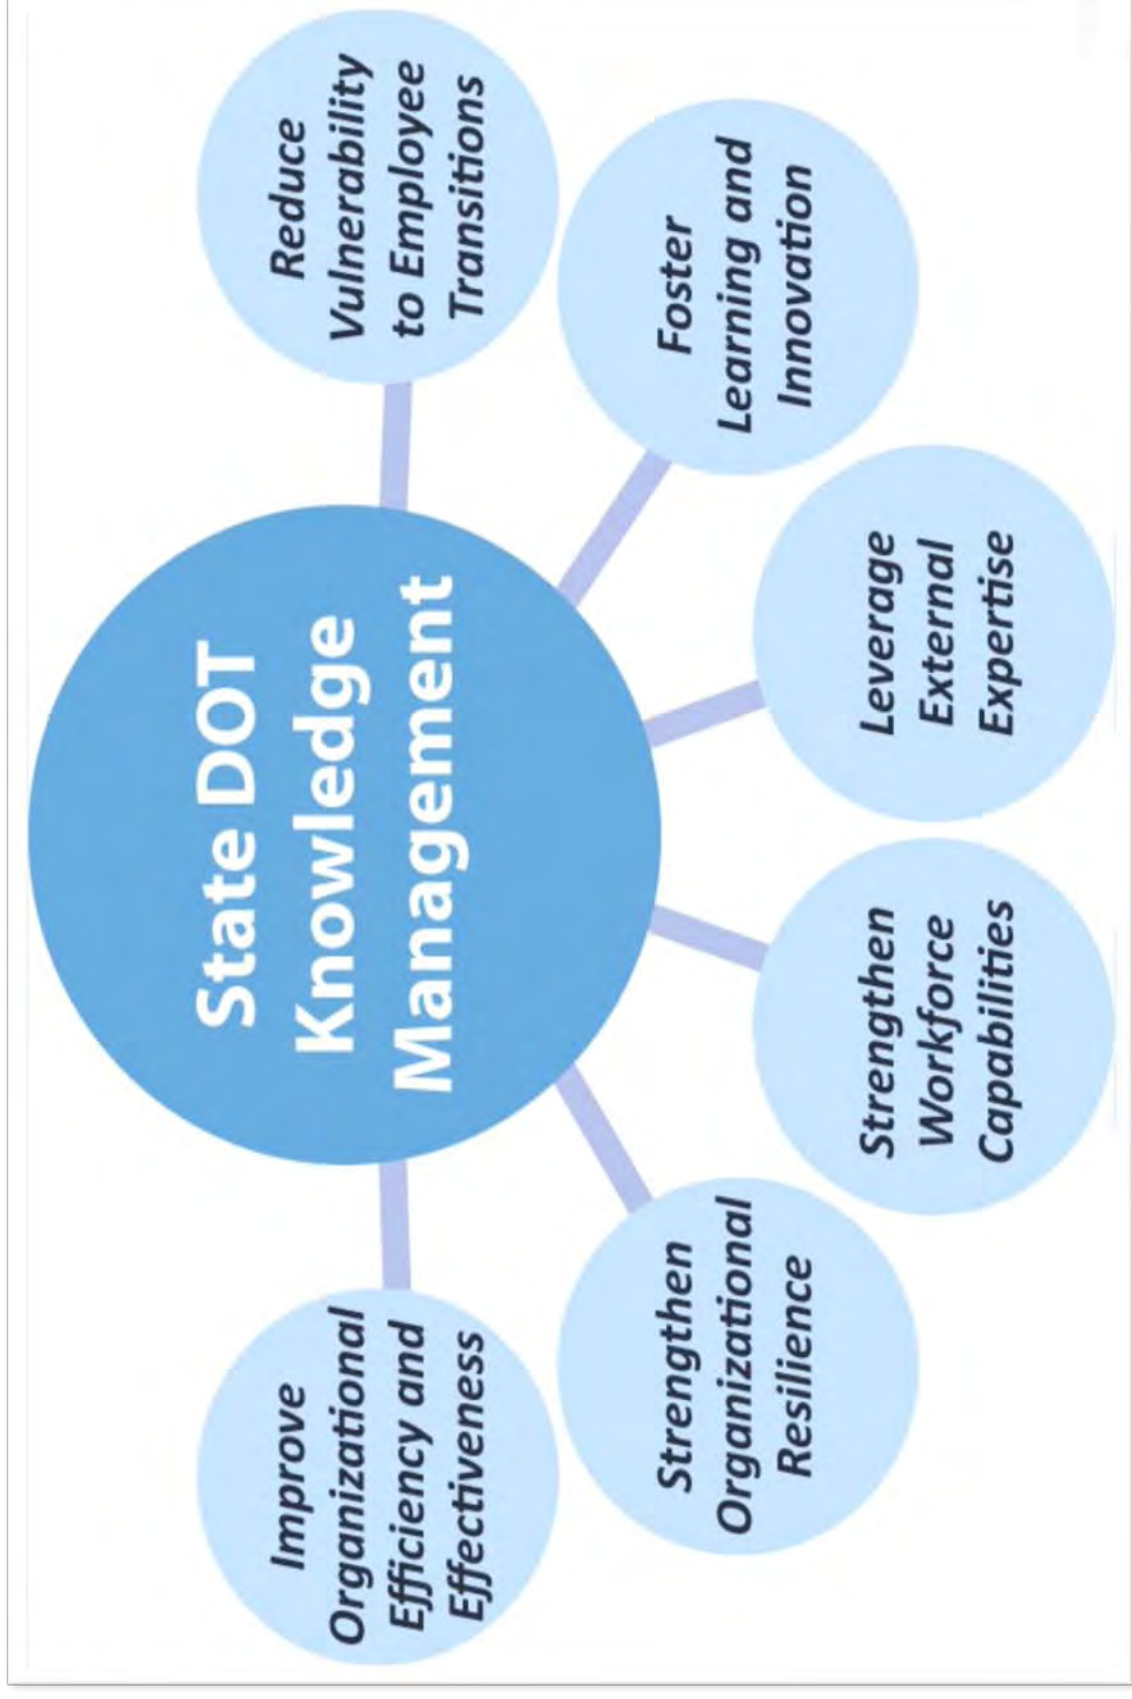 State DOT
Knowledge
Management
Improve
Organizational
Efficiency and
Effectiveness
Strengthen
Organizational
Resilience
Strengthen
Workforce
Capabilities
Leverage
External
Expertise
Foster
Learning and
Innovation
Reduce
Vulnerability
to Employee
Transitions